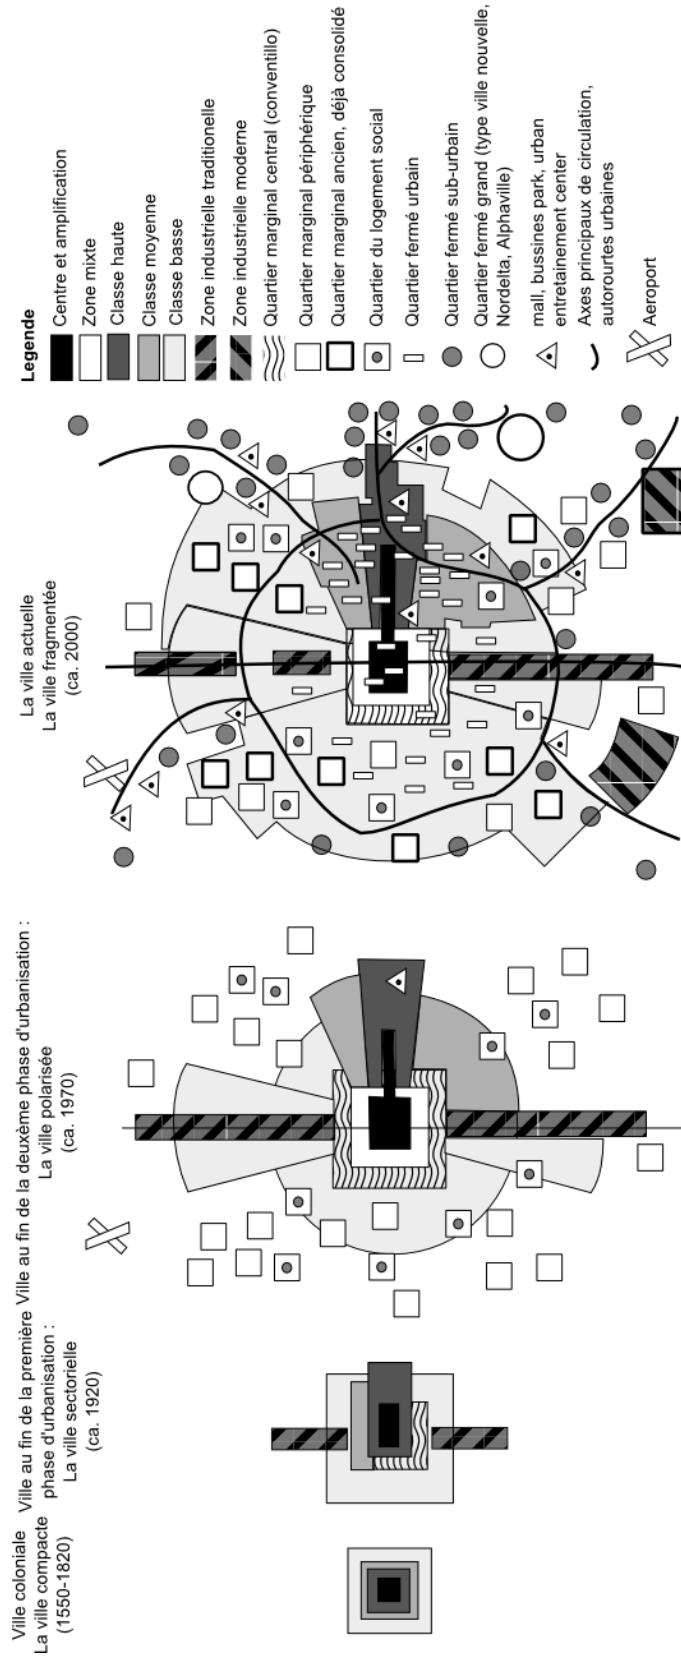 Ville coloniale
La ville compacte
(1550-1820)
Ville au fin de la première
phase d'urbanisation :
La ville sectorielle
(ca. 1920)
Ville au fin de la deuxème phase d'urbanisation :
La ville polarisée
(ca. 1970)
La ville actuelle
La ville fragmentée
(ca. 2000)
Legende
Centre et amplification
Zone mixte
Classe haute
Classe moyenne
Classe basse
Zone industrielle traditionelle
Zone industrielle moderne
Quartier marginal central (conventillo)
Quartier marginal périphérique
Quartier marginal ancien, déjà consolidé
Quartier du logement social
Quartier fermé urbain
Quartier fermé sub-urbain
Quartier fermé grand (type ville nouvelle,
Nordelta, Alphaville)
mall, bussines park, urban
entretainement center
Axes principaux de circulation,
autorourtes urbaines
Aeroport